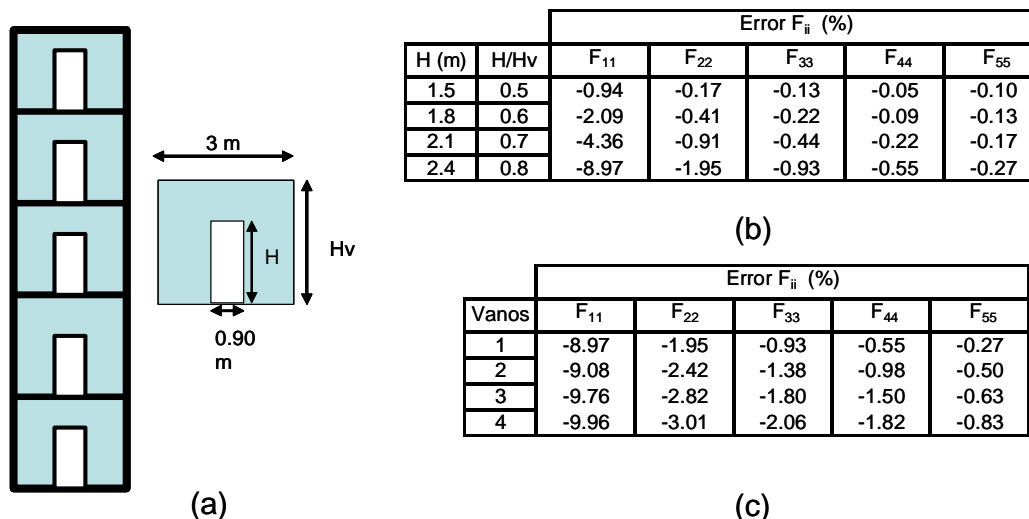 3 m
H
Hv
0.90
m
(a)
Error Fii (%)
H (m) H/Hv F11 F22 F33 F44 F55
1.5 0.5 -0.94 -0.17 -0.13 -0.05 -0.10
1.8 0.6 -2.09 -0.41 -0.22 -0.09 -0.13
2.1 0.7 -4.36 -0.91 -0.44 -0.22 -0.17
2.4 0.8 -8.97 -1.95 -0.93 -0.55 -0.27
(b)
Error Fii (%)
Vanos F11 F22 F33 F44 F55
1 -8.97 -1.95 -0.93 -0.55 -0.27
2 -9.08 -2.42 -1.38 -0.98 -0.50
3 -9.76 -2.82 -1.80 -1.50 -0.63
4 -9.96 -3.01 -2.06 -1.82 -0.83
(c)